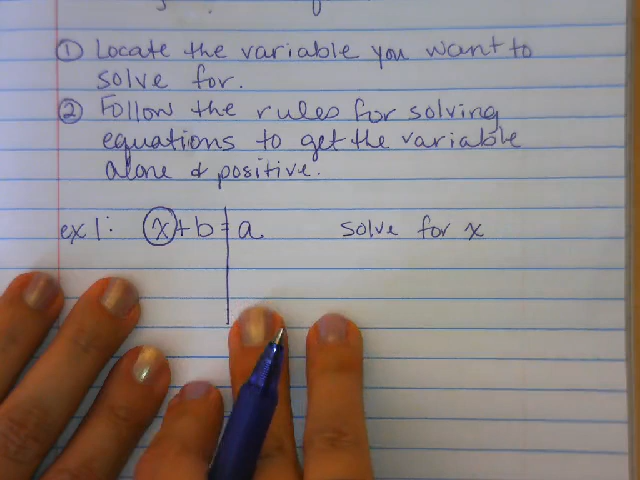 ① Locate the variable you want to
solve for.
② Follow the rules for solving
equations to get the variable
alone & positive.
ex 1: x + b = a solve for x